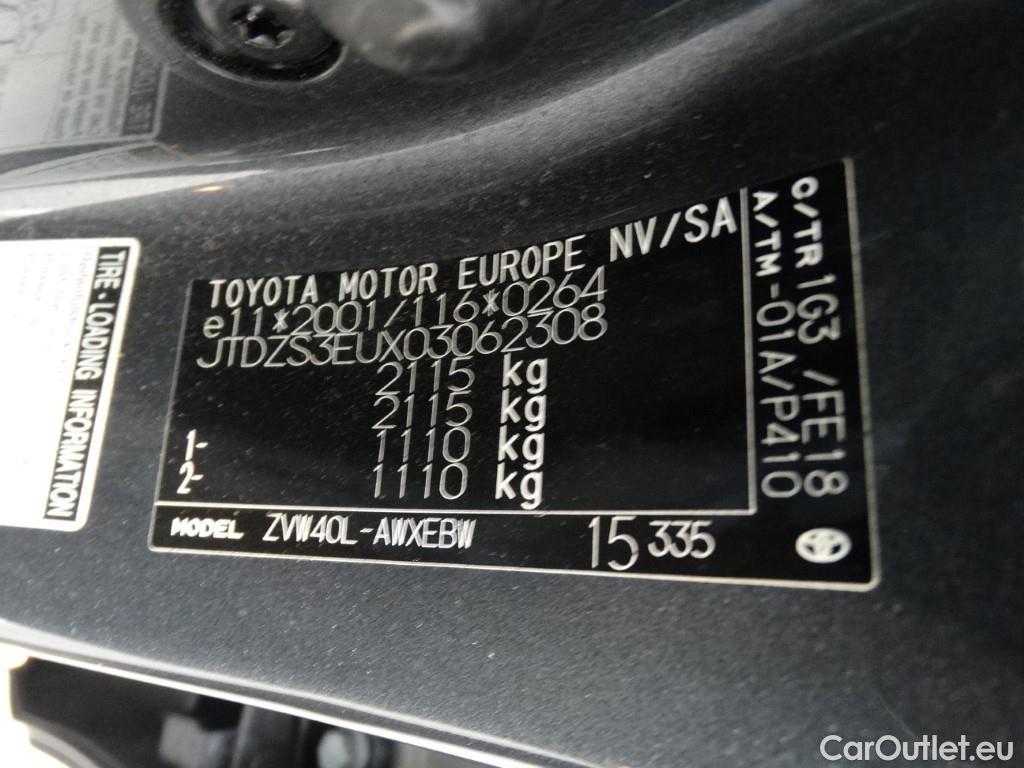 TOYOTA MOTOR EUROPE NV/SA
e11*2001/116*0264
JTDZS3EUX03062308
2115 kg
2115 kg
1- 1110 kg
2- 1110 kg
C/TR 1G3 /FE18
A/TM -01A/P410
MODEL ZVW40L-AWXEBW 15 335
TIRE - LOADING INFORMATION
CarOutlet.eu